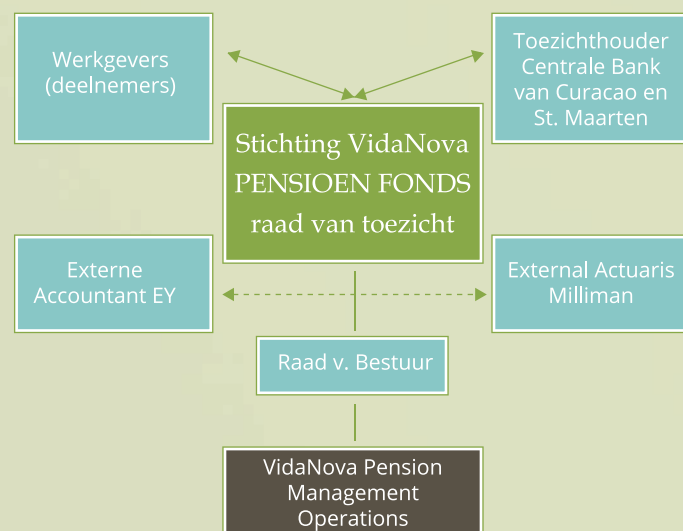 Werkgevers
(deelnemers)
Toezichthouder
Centrale Bank
van Curacao en
St. Maarten
Stichting VidaNova
PENSIOEN FONDS
raad van toezicht
Externe
Accountant EY
External Actuaris
Milliman
Raad v. Bestuur
VidaNova Pension
Management
Operations